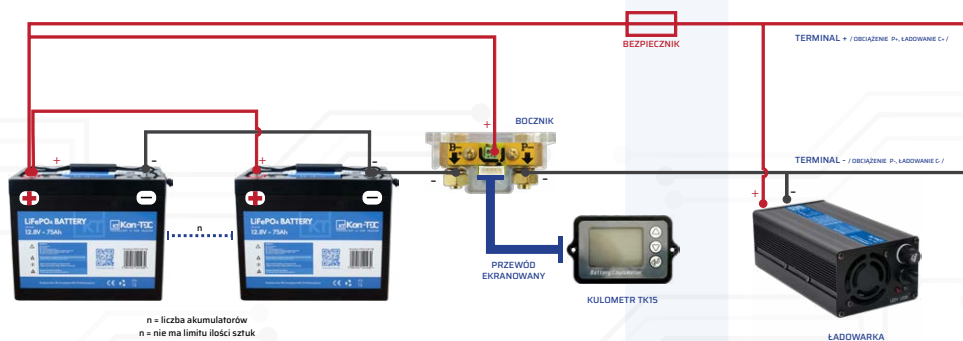 BEZPIECZNIK
TERMINAL + / OBCIĄŻENIE P+, ŁADOWANIE C+ /
BOCZNIK
+
B-
P-
TERMINAL - / OBCIĄŻENIE P-, ŁADOWANIE C- /
+
-
+
-
-
-
+
-
LiFePO₄ BATTERY
12.8V - 75Ah
Kon-TEC
n
LiFePO₄ BATTERY
12.8V - 75Ah
Kon-TEC
PRZEWÓD
EKRANOWANY
Battery Coulometer
KULOMETR TK15
n = liczba akumulatorów
n = nie ma limitu ilości sztuk
ŁADOWARKA